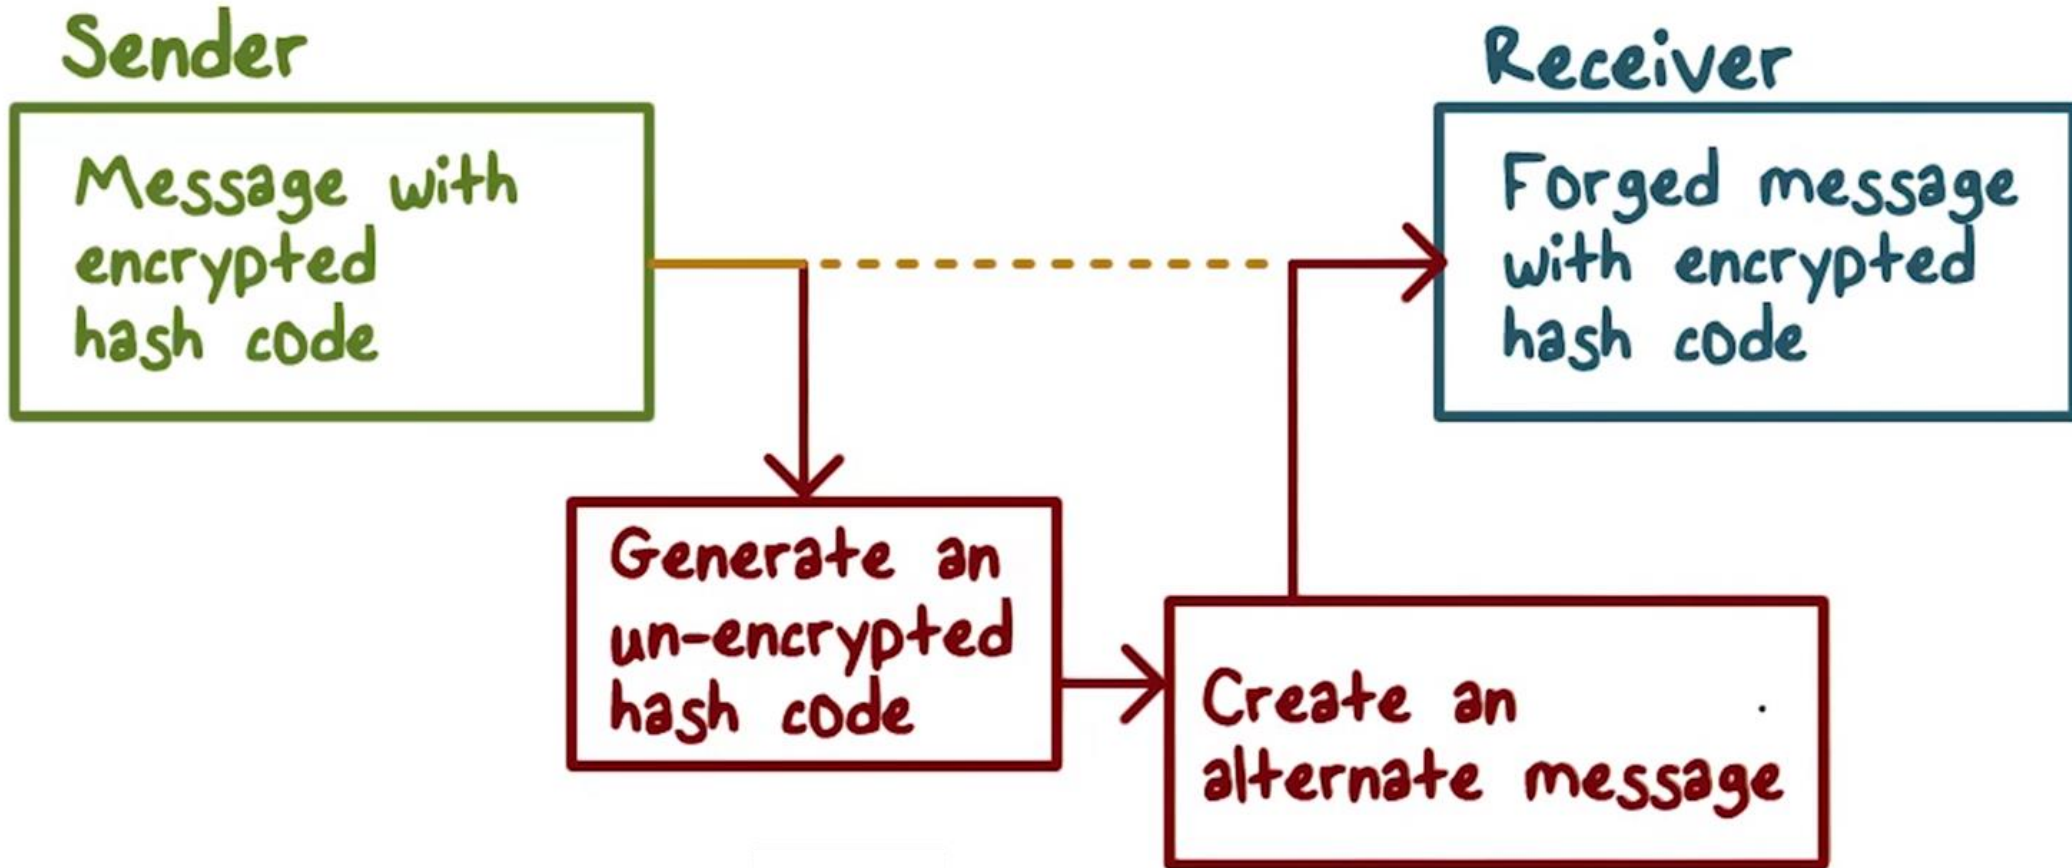 Sender
Message with
encrypted
hash code
Receiver
Forged message
with encrypted
hash code
Generate an
un-encrypted
hash code
Create an
alternate message